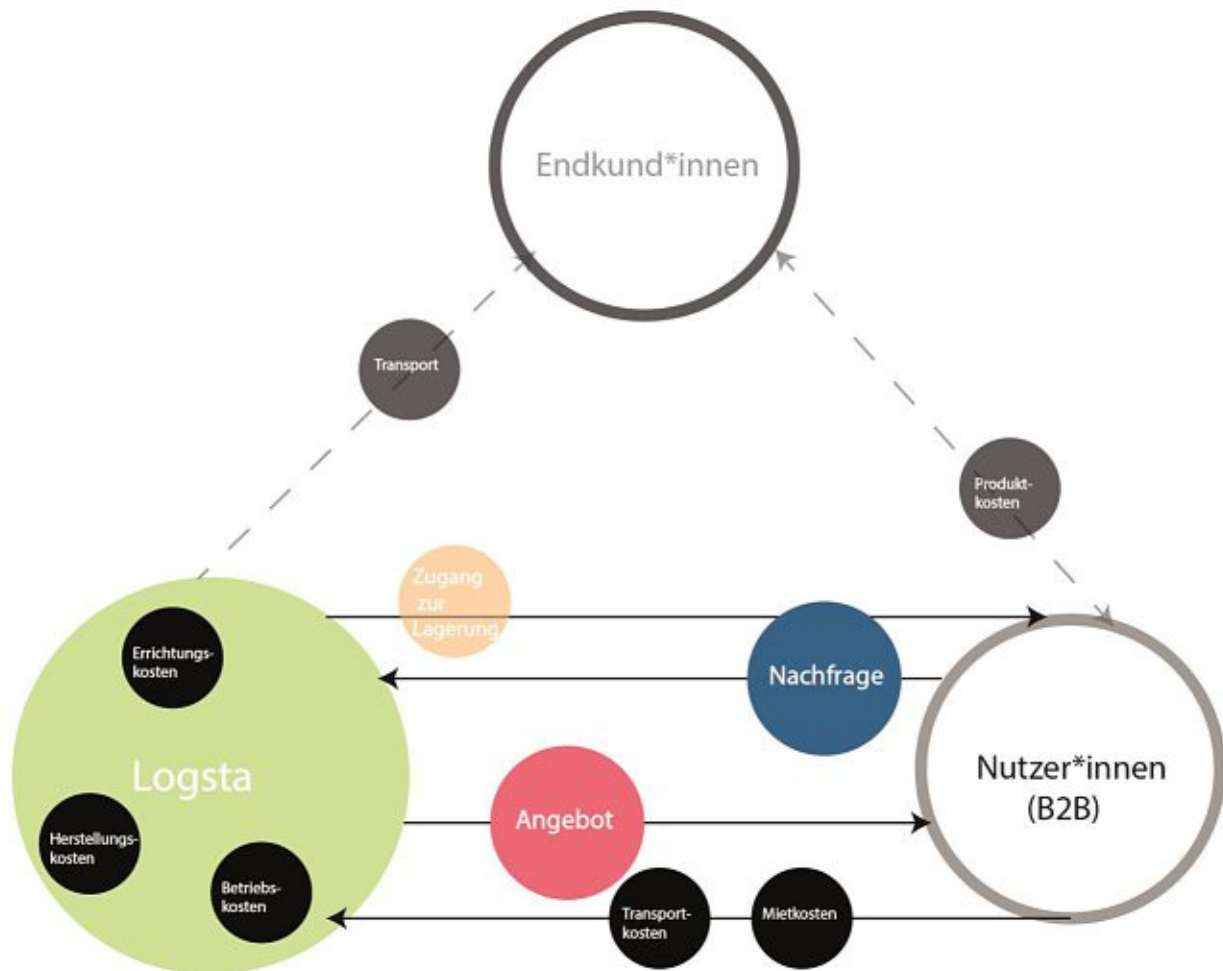 Endkund*innen
Transport
Produkt-
kosten
Zugang
zur
Lagerung
Errichtungs-
kosten
Nachfrage
Logsta
Nutzer*innen
(B2B)
Angebot
Herstellungs-
kosten
Betriebs-
kosten
Transport-
kosten
Mietkosten